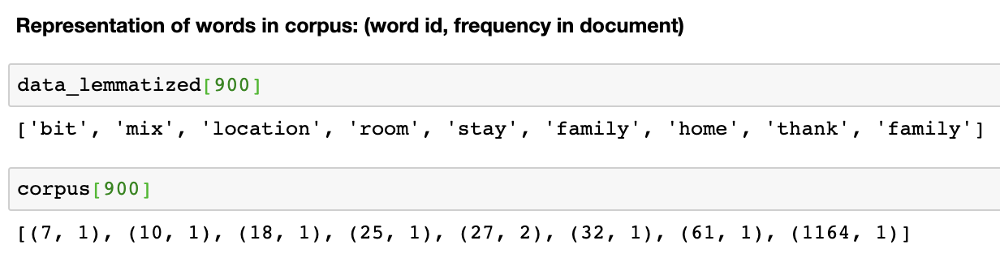 Representation of words in corpus: (word id, frequency in document)
data_lemmatized[900]
['bit', 'mix', 'location', 'room', 'stay', 'family', 'home', 'thank', 'family']
corpus[900]
[(7, 1), (10, 1), (18, 1), (25, 1), (27, 2), (32, 1), (61, 1), (1164, 1)]